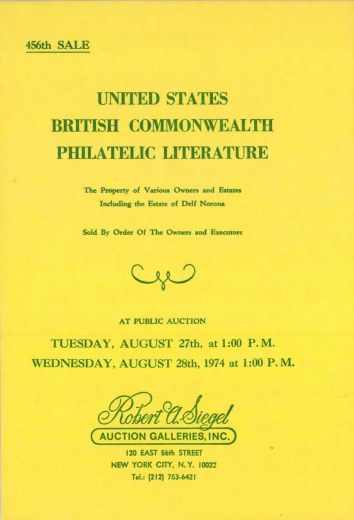 456th SALE
UNITED STATES
BRITISH COMMONWEALTH
PHILATELIC LITERATURE
The Property of Various Owners and Estates
Including the Estate of Delf Norona
Sold By Order Of The Owners and Executors
AT PUBLIC AUCTION
TUESDAY, AUGUST 27th, at 1:00 P. M.
WEDNESDAY, AUGUST 28th, 1974 at 1:00 P. M.
Robert A. Siegel
AUCTION GALLERIES, INC.
120 EAST 56th STREET
NEW YORK CITY, N. Y. 10022
Tel.: (212) 753-6421